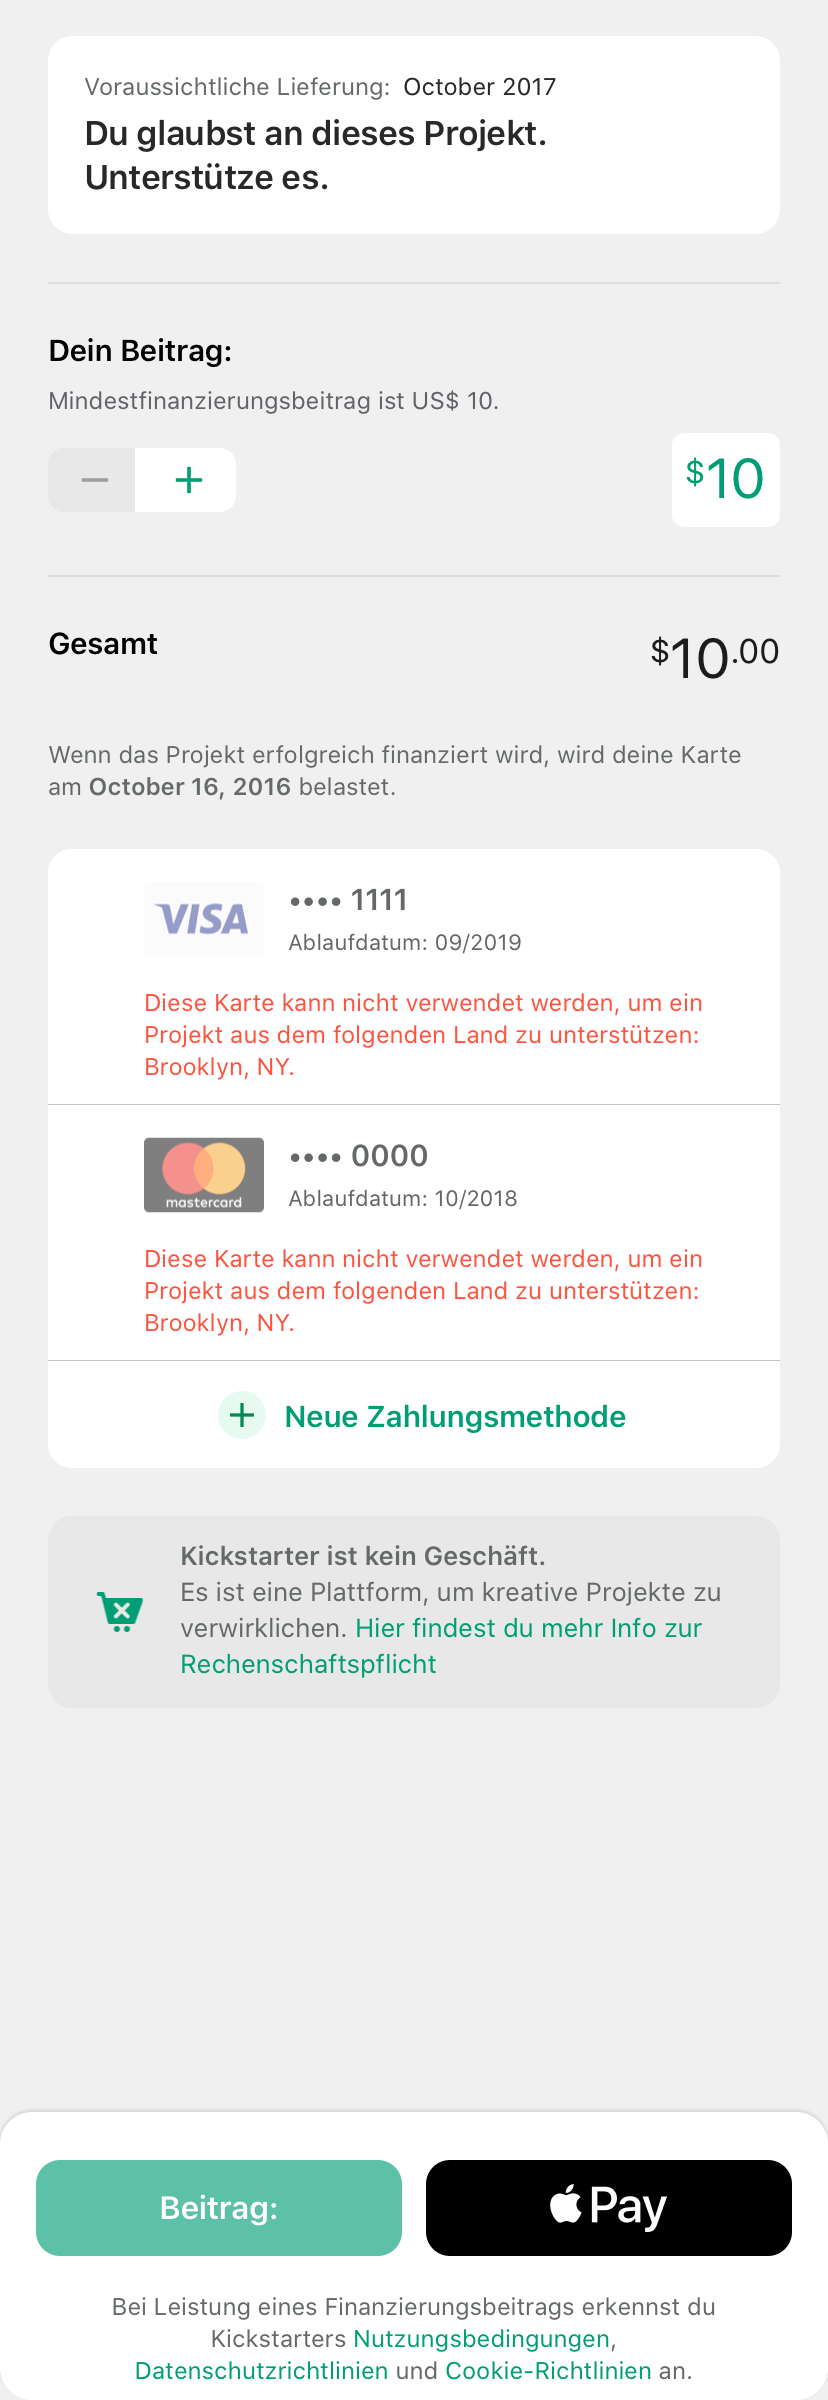 Voraussichtliche Lieferung: October 2017
Du glaubst an dieses Projekt.
Unterstütze es.
Dein Beitrag:
Mindestfinanzierungsbeitrag ist US$ 10.
− +
$10
Gesamt
$10.00
Wenn das Projekt erfolgreich finanziert wird, wird deine Karte
am October 16, 2016 belastet.
VISA
•••• 1111
Ablaufdatum: 09/2019
Diese Karte kann nicht verwendet werden, um ein
Projekt aus dem folgenden Land zu unterstützen:
Brooklyn, NY.
mastercard
•••• 0000
Ablaufdatum: 10/2018
Diese Karte kann nicht verwendet werden, um ein
Projekt aus dem folgenden Land zu unterstützen:
Brooklyn, NY.
+ Neue Zahlungsmethode
Kickstarter ist kein Geschäft.
Es ist eine Plattform, um kreative Projekte zu
verwirklichen. Hier findest du mehr Info zur
Rechenschaftspflicht
Beitrag:
Pay
Bei Leistung eines Finanzierungsbeitrags erkennst du
Kickstarters Nutzungsbedingungen,
Datenschutzrichtlinien und Cookie-Richtlinien an.